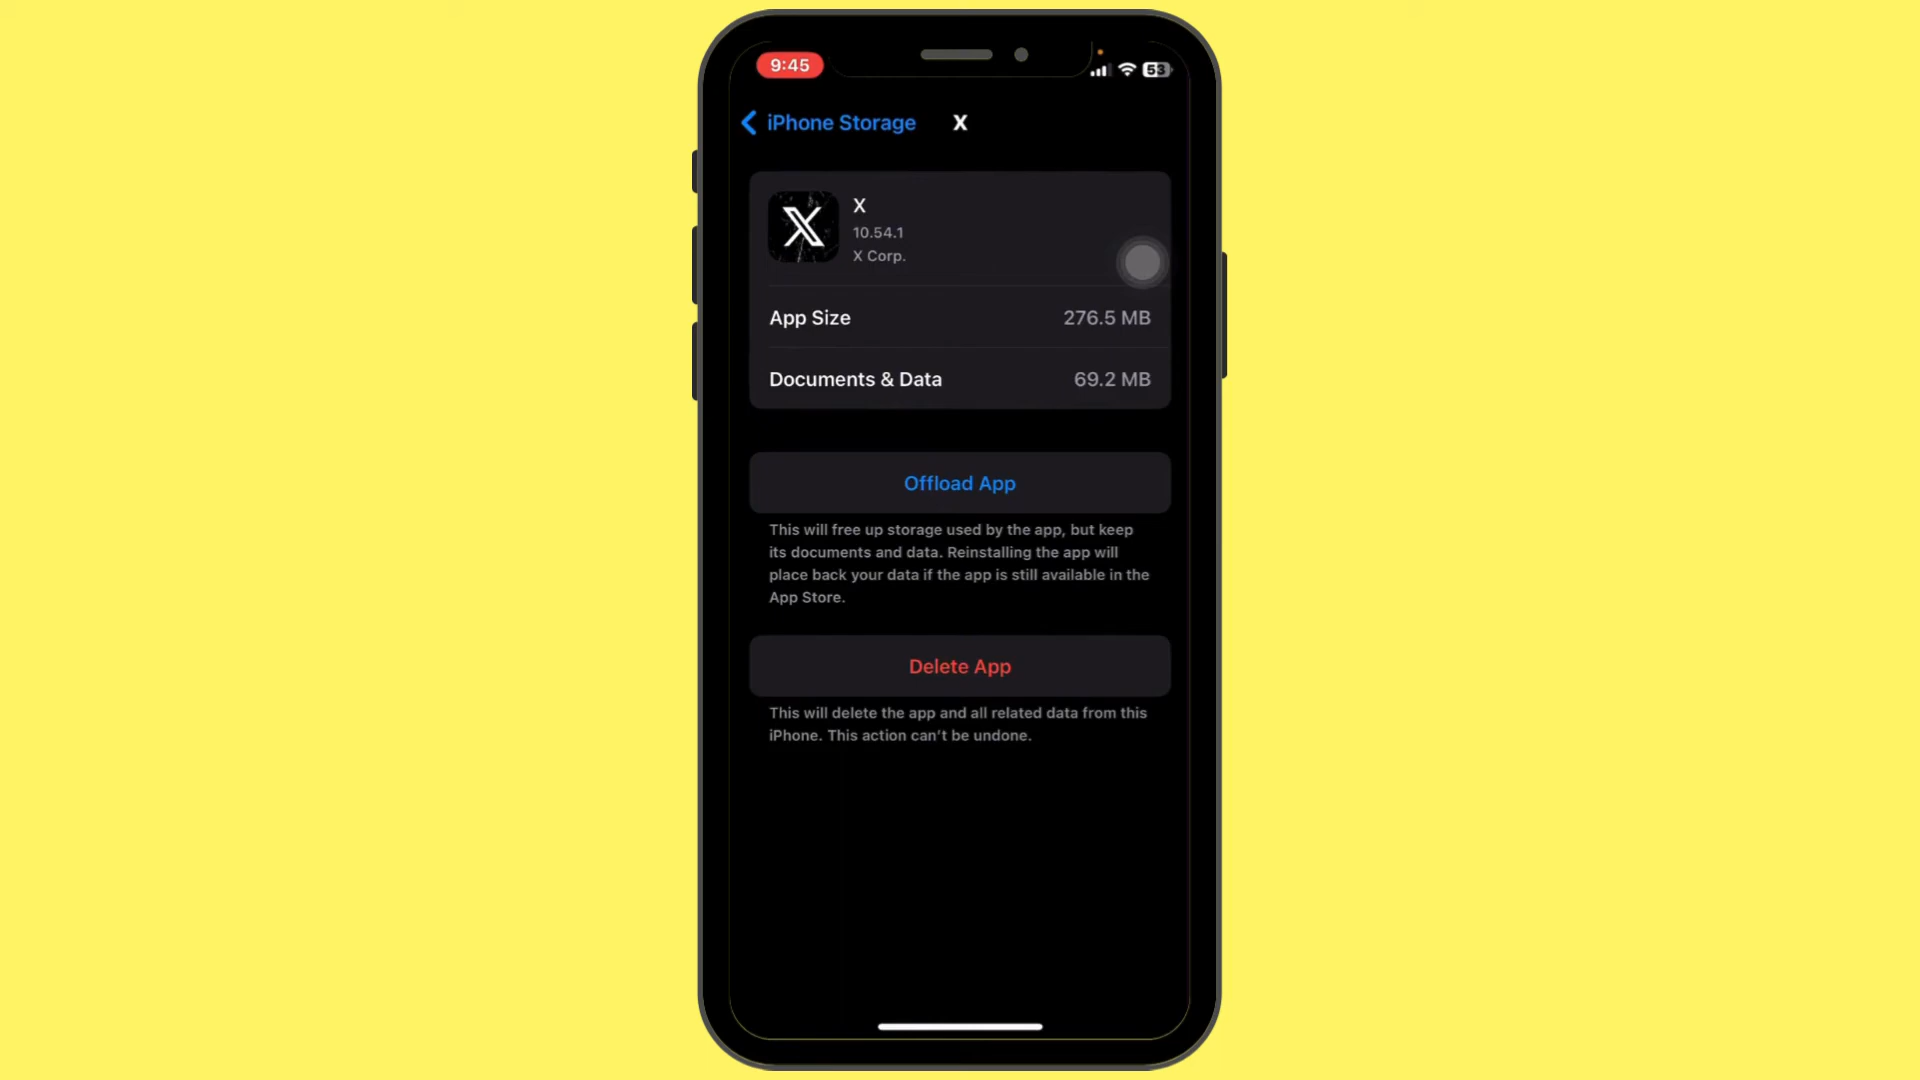 9:45
53
iPhone Storage
X
X
10.54.1
X Corp.
App Size
276.5 MB
Documents & Data
69.2 MB
Offload App
This will free up storage used by the app, but keep
its documents and data. Reinstalling the app will
place back your data if the app is still available in the
App Store.
Delete App
This will delete the app and all related data from this
iPhone. This action can't be undone.